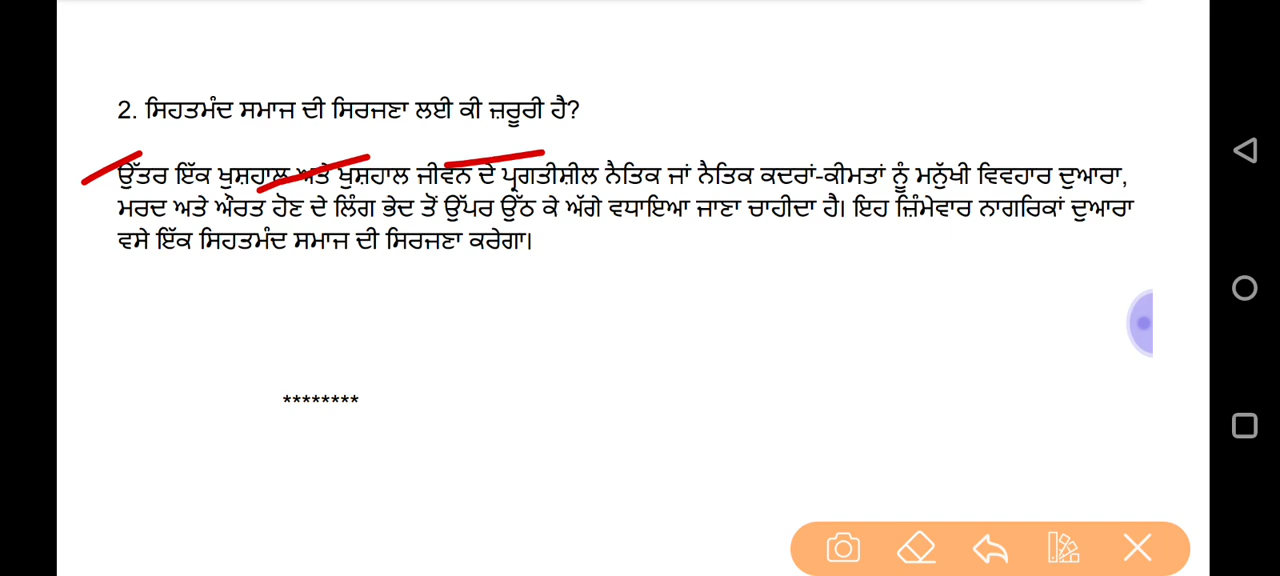 2. ਸਿਹਤਮੰਦ ਸਮਾਜ ਦੀ ਸਿਰਜਣਾ ਲਈ ਕੀ ਜ਼ਰੂਰੀ ਹੈ?
ਉੱਤਰ ਇੱਕ ਖੁਸ਼ਹਾਲ ਅਤੇ ਖੁਸ਼ਹਾਲ ਜੀਵਨ ਦੇ ਪ੍ਰਗਤੀਸ਼ੀਲ ਨੈਤਿਕ ਜਾਂ ਨੈਤਿਕ ਕਦਰਾਂ-ਕੀਮਤਾਂ ਨੂੰ ਮਨੁੱਖੀ ਵਿਵਹਾਰ ਦੁਆਰਾ,
ਮਰਦ ਅਤੇ ਔਰਤ ਹੋਣ ਦੇ ਲਿੰਗ ਭੇਦ ਤੋਂ ਉੱਪਰ ਉੱਠ ਕੇ ਅੱਗੇ ਵਧਾਇਆ ਜਾਣਾ ਚਾਹੀਦਾ ਹੈ। ਇਹ ਜ਼ਿੰਮੇਵਾਰ ਨਾਗਰਿਕਾਂ ਦੁਆਰਾ
ਵਸੇ ਇੱਕ ਸਿਹਤਮੰਦ ਸਮਾਜ ਦੀ ਸਿਰਜਣਾ ਕਰੇਗਾ।
********